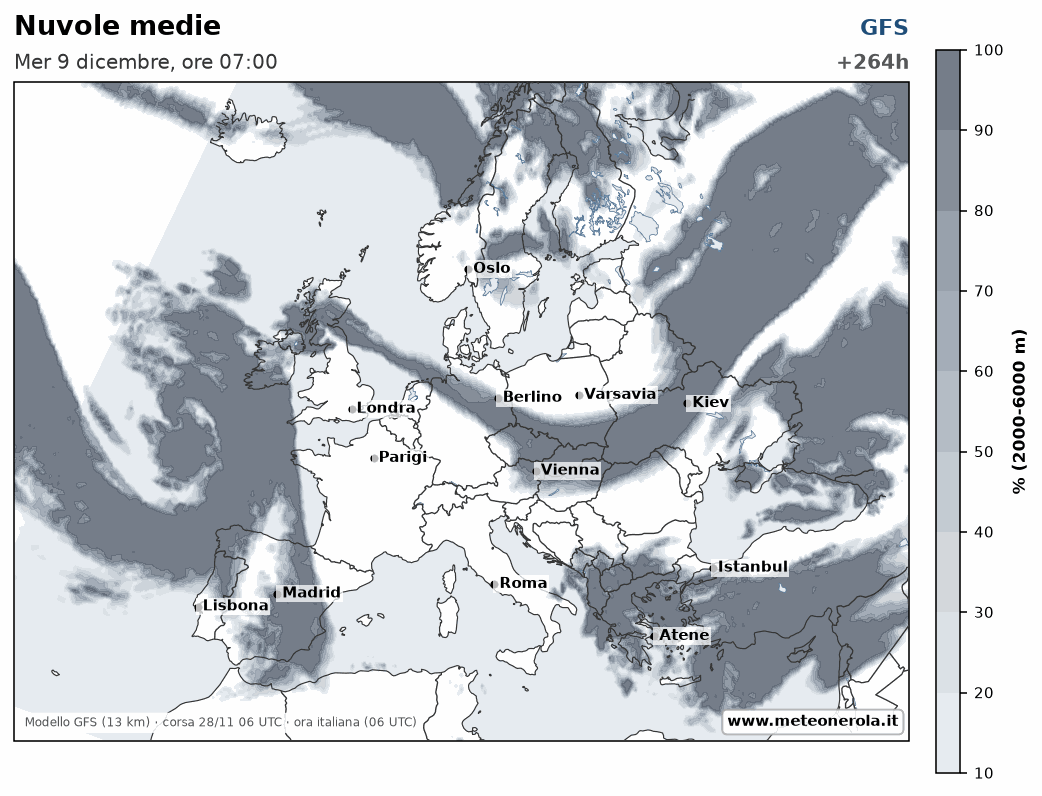 Nuvole medie
GFS
Mer 9 dicembre, ore 07:00
+264h
100
90
80
70
60
50
40
30
20
10
% (2000-6000 m)
Oslo
Berlino
Varsavia
Kiev
Londra
Parigi
Vienna
Istanbul
Roma
Madrid
Lisbona
Atene
Modello GFS (13 km) · corsa 28/11 06 UTC · ora italiana (06 UTC)
www.meteonerola.it